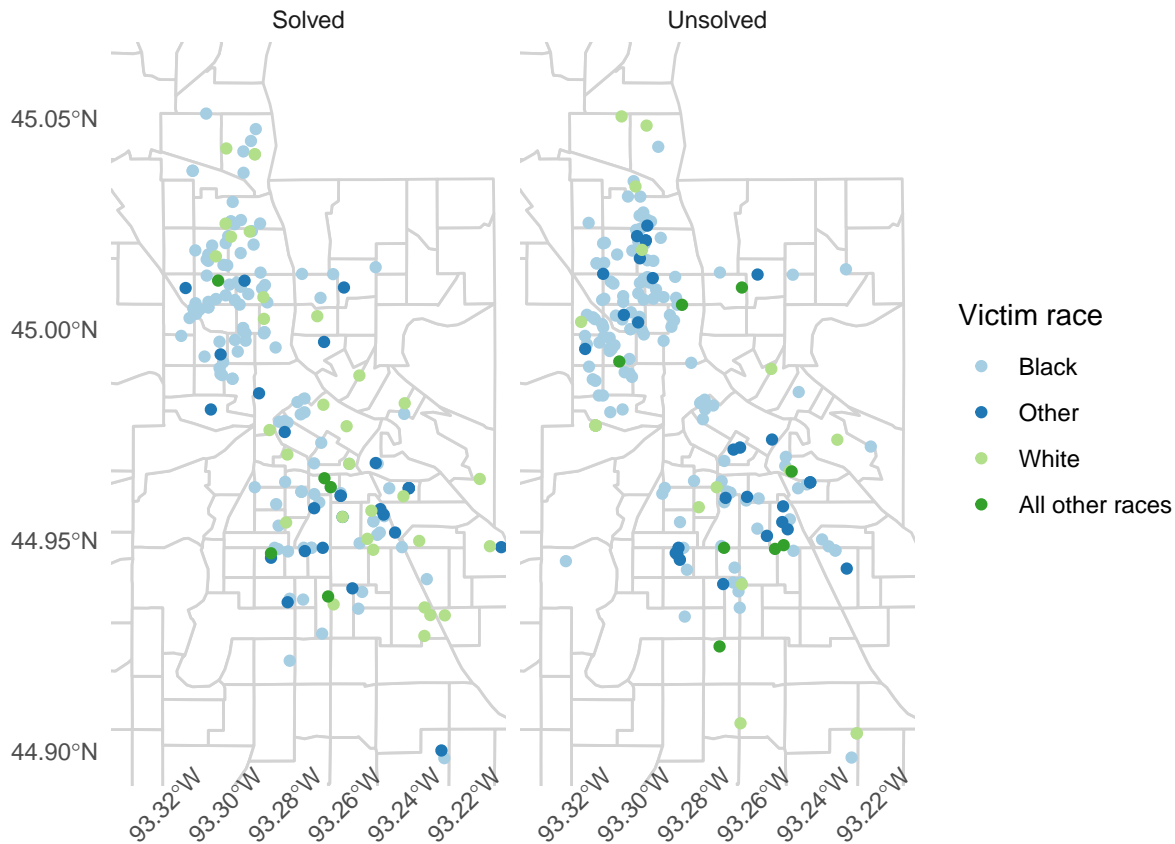 Solved
Unsolved
45.05°N
45.00°N
44.95°N
44.90°N
93.32°W
93.30°W
93.28°W
93.26°W
93.24°W
93.22°W
93.32°W
93.30°W
93.28°W
93.26°W
93.24°W
93.22°W
Victim race
Black
Other
White
All other races